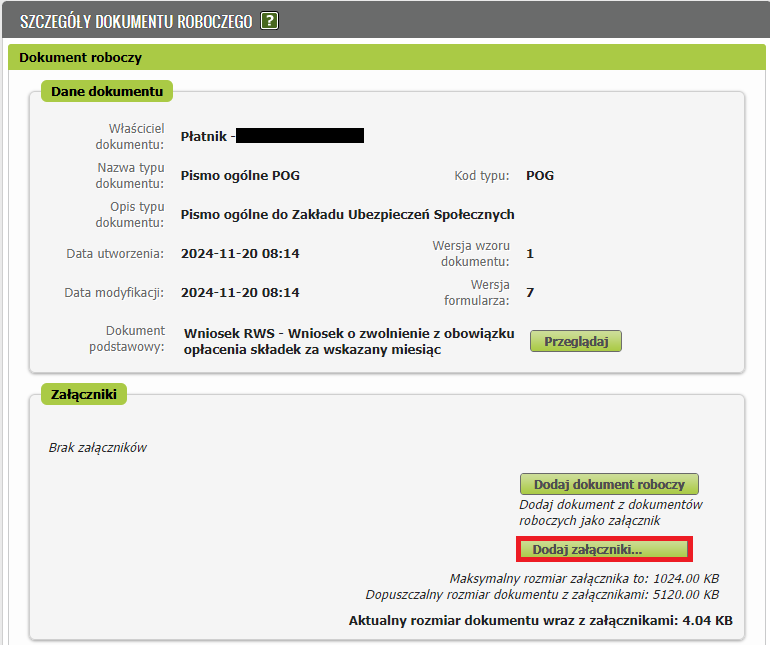 SZCZEGÓŁY DOKUMENTU ROBOCZEGO ?
Dokument roboczy
Dane dokumentu
Właściciel
dokumentu:
Płatnik -
Nazwa typu
dokumentu:
Pismo ogólne POG
Kod typu:
POG
Opis typu
dokumentu:
Pismo ogólne do Zakładu Ubezpieczeń Społecznych
Data utworzenia:
2024-11-20 08:14
Wersja wzoru
dokumentu:
1
Data modyfikacji:
2024-11-20 08:14
Wersja
formularza:
7
Dokument
podstawowy:
Wniosek RWS - Wniosek o zwolnienie z obowiązku
opłacenia składek za wskazany miesiąc
Przeglądaj
Załączniki
Brak załączników
Dodaj dokument roboczy
Dodaj dokument z dokumentów
roboczych jako załącznik
Dodaj załączniki...
Maksymalny rozmiar załącznika to: 1024.00 KB
Dopuszczalny rozmiar dokumentu z załącznikami: 5120.00 KB
Aktualny rozmiar dokumentu wraz z załącznikami: 4.04 KB